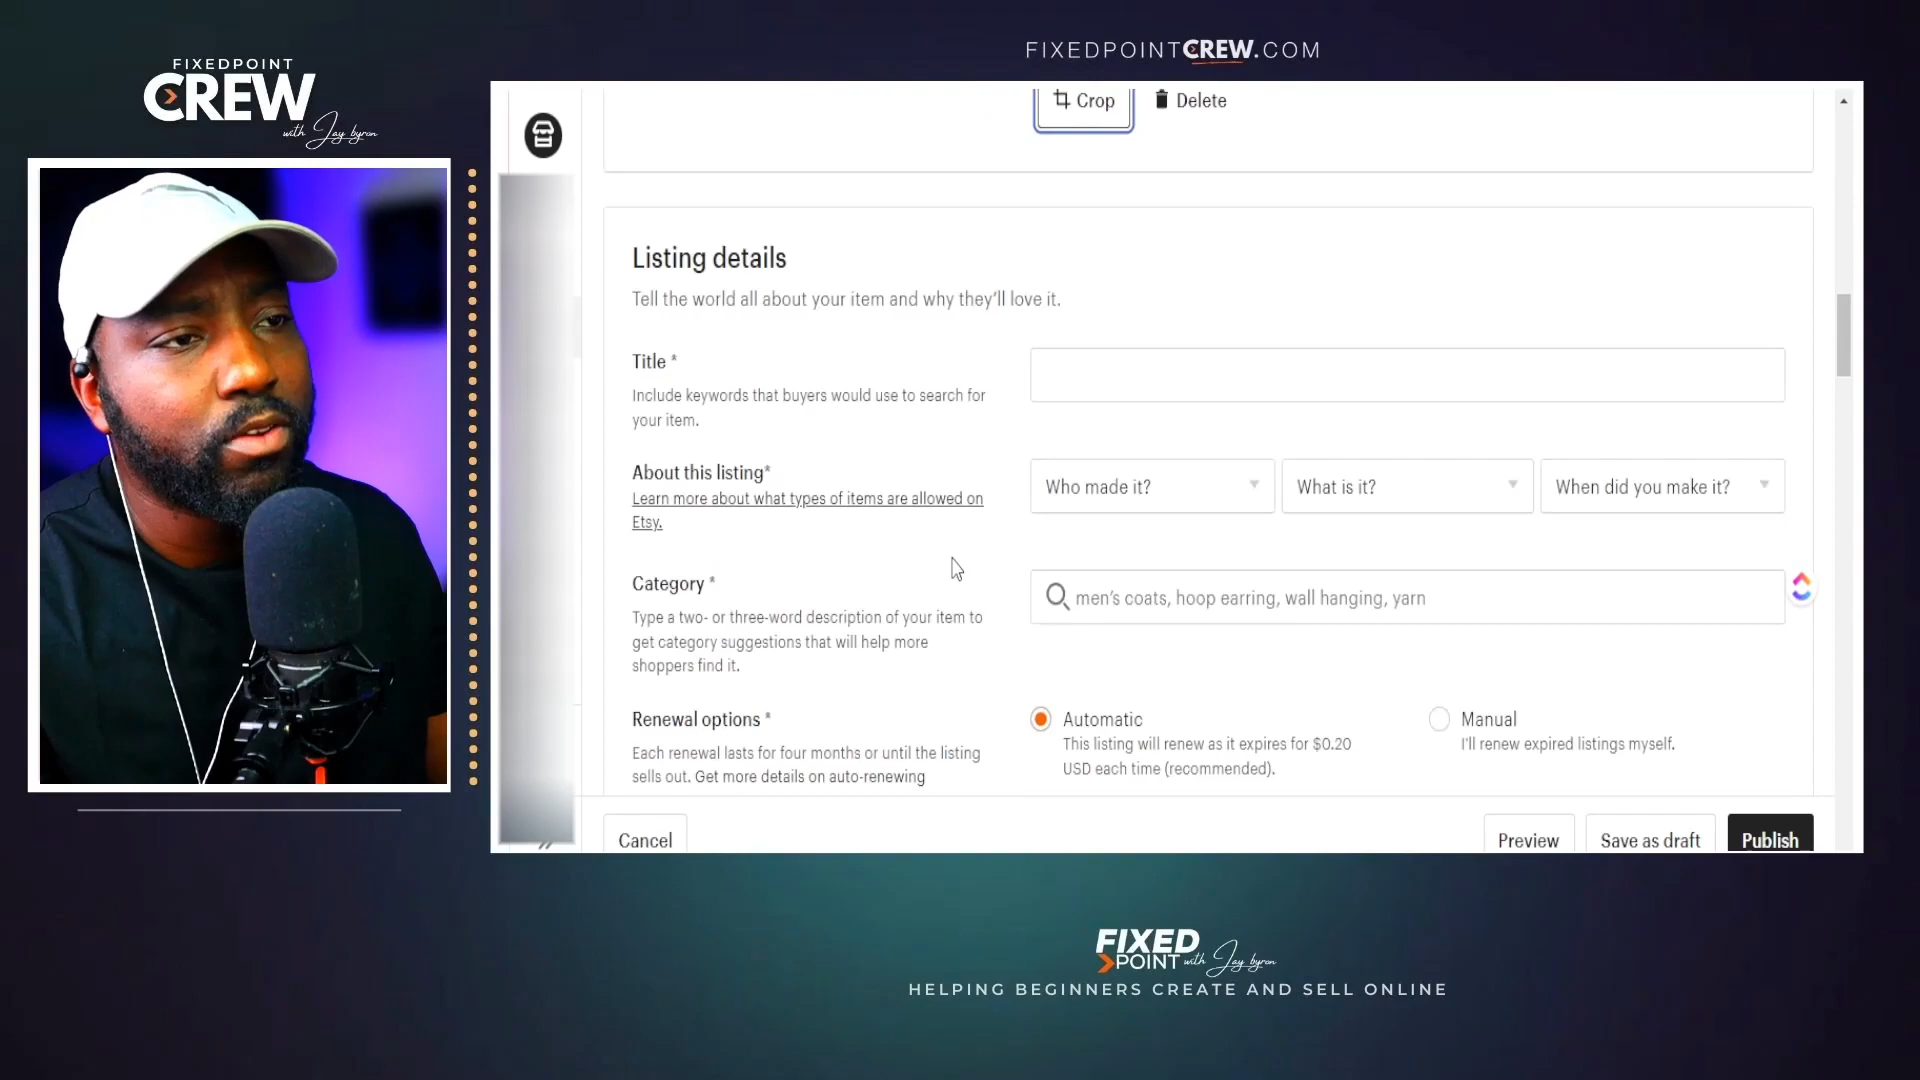 FIXEDPOINT
CREW
with Jay byron
FIXEDPOINTCREW.COM
Crop
Delete
Listing details
Tell the world all about your item and why they'll love it.
Title *
Include keywords that buyers would use to search for
your item.
About this listing*
Learn more about what types of items are allowed on
Etsy.
Who made it?
What is it?
When did you make it?
Category *
Type a two- or three-word description of your item to
get category suggestions that will help more
shoppers find it.
men's coats, hoop earring, wall hanging, yarn
Renewal options *
Each renewal lasts for four months or until the listing
sells out. Get more details on auto-renewing
Automatic
This listing will renew as it expires for $0.20
USD each time (recommended).
Manual
I'll renew expired listings myself.
Cancel
Preview
Save as draft
Publish
FIXED
POINT with Jay byron
HELPING BEGINNERS CREATE AND SELL ONLINE